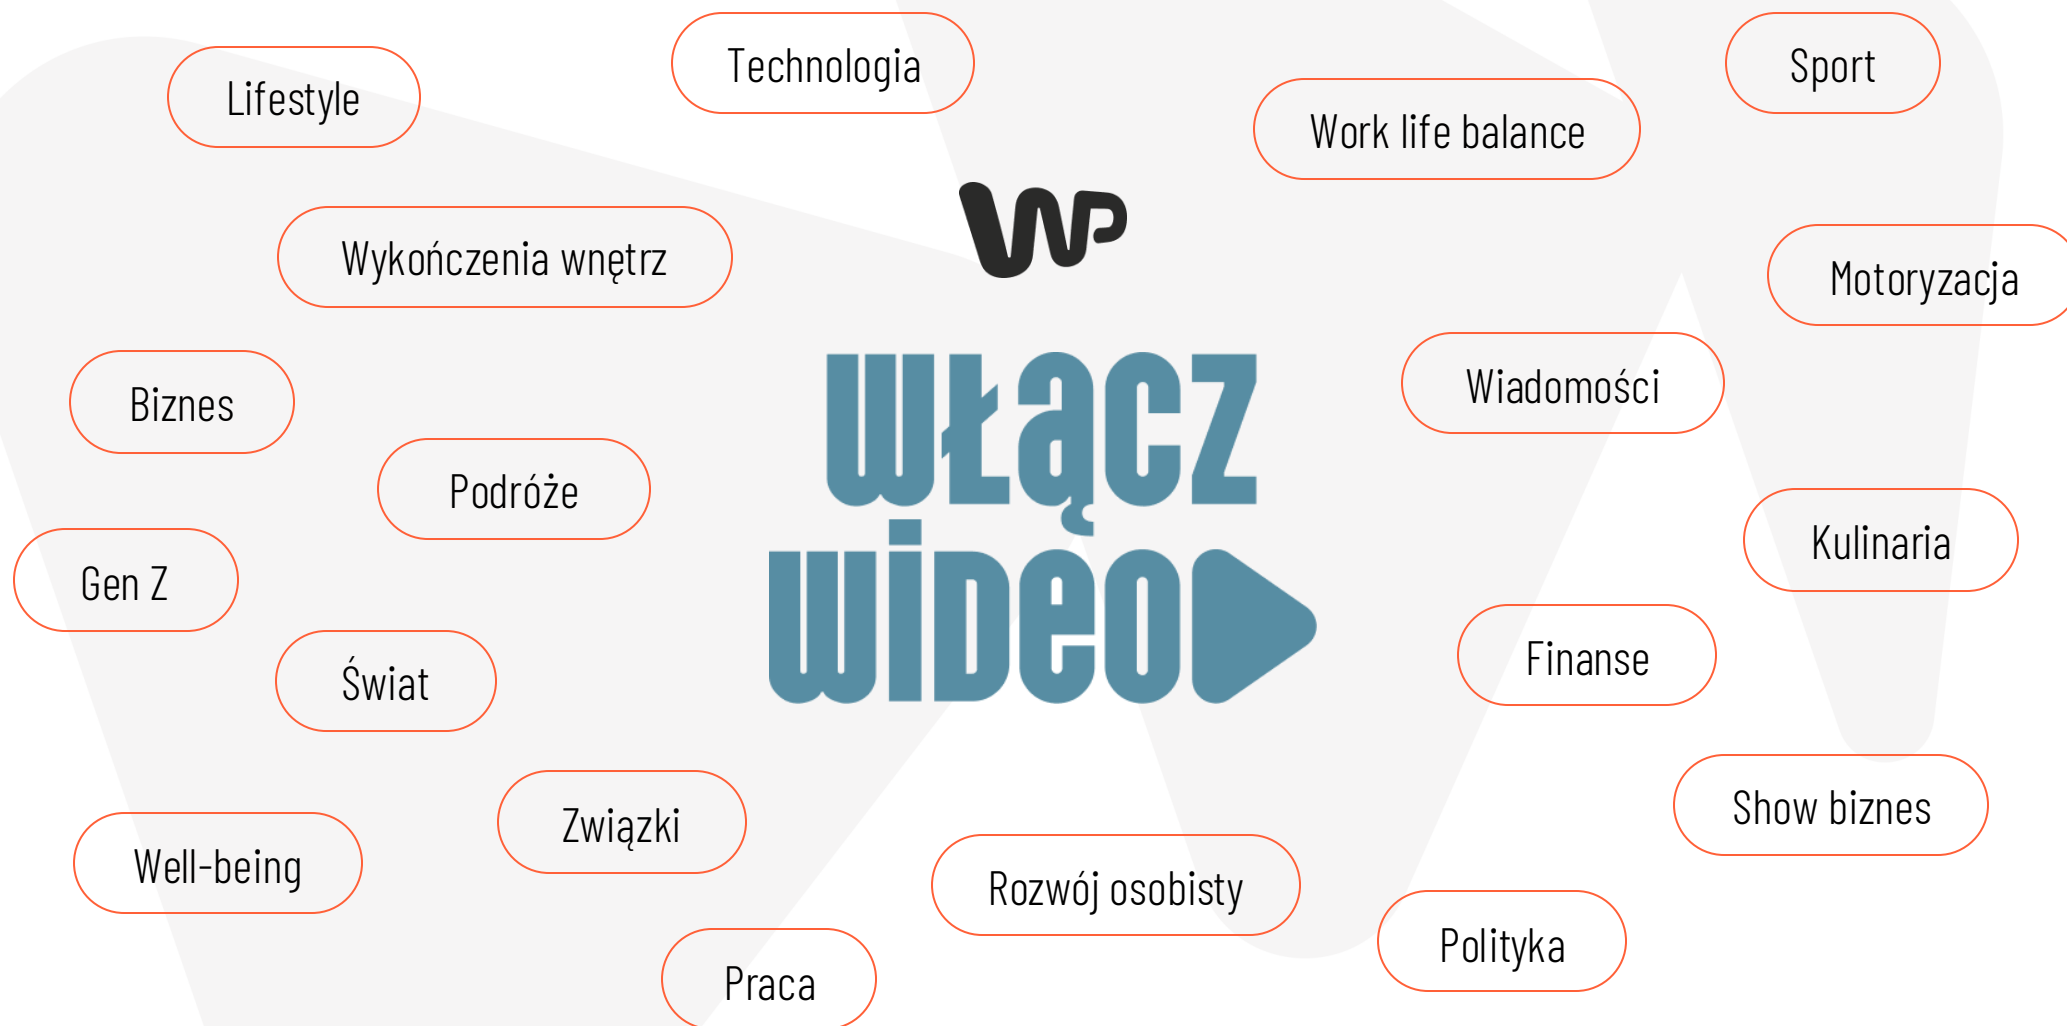 Technologia
Sport
Lifestyle
Work life balance
WP
Wykończenia wnętrz
Motoryzacja
Wiadomości
Biznes
WŁĄCZ
Podróże
Kulinaria
Gen Z
WIDEO
Finanse
Świat
Show biznes
Związki
Well-being
Rozwój osobisty
Polityka
Praca